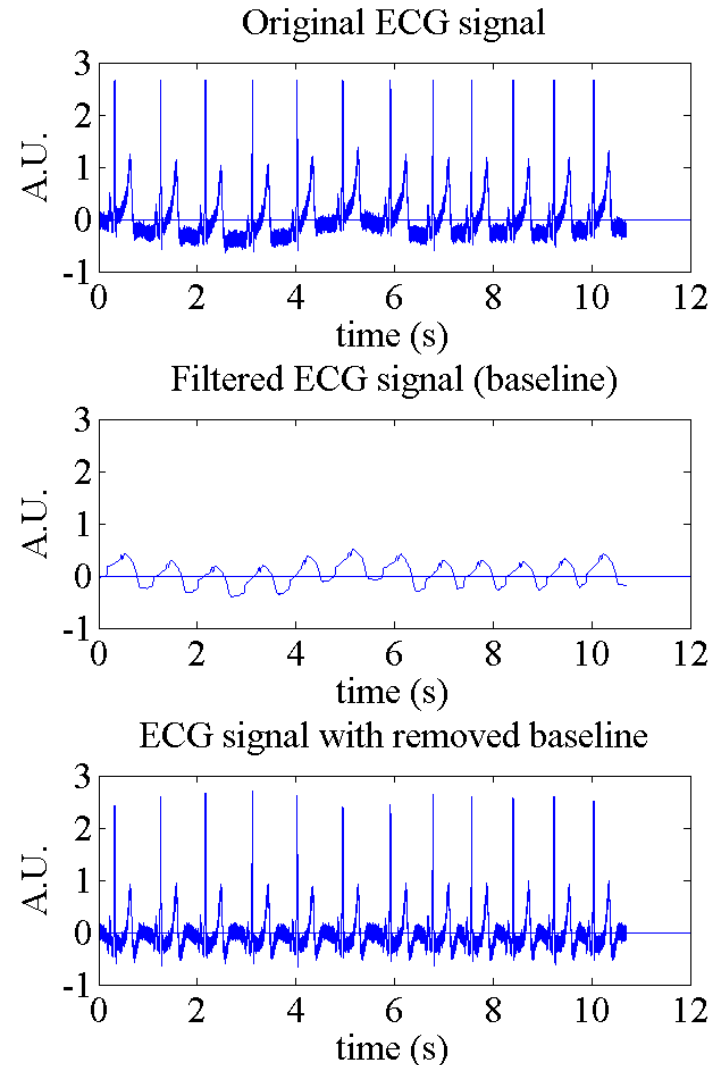 Original ECG signal
3
2
1
0
-1
A.U.
0 2 4 6 8 10 12
time (s)
Filtered ECG signal (baseline)
3
2
1
0
-1
A.U.
0 2 4 6 8 10 12
time (s)
ECG signal with removed baseline
3
2
1
0
-1
A.U.
0 2 4 6 8 10 12
time (s)